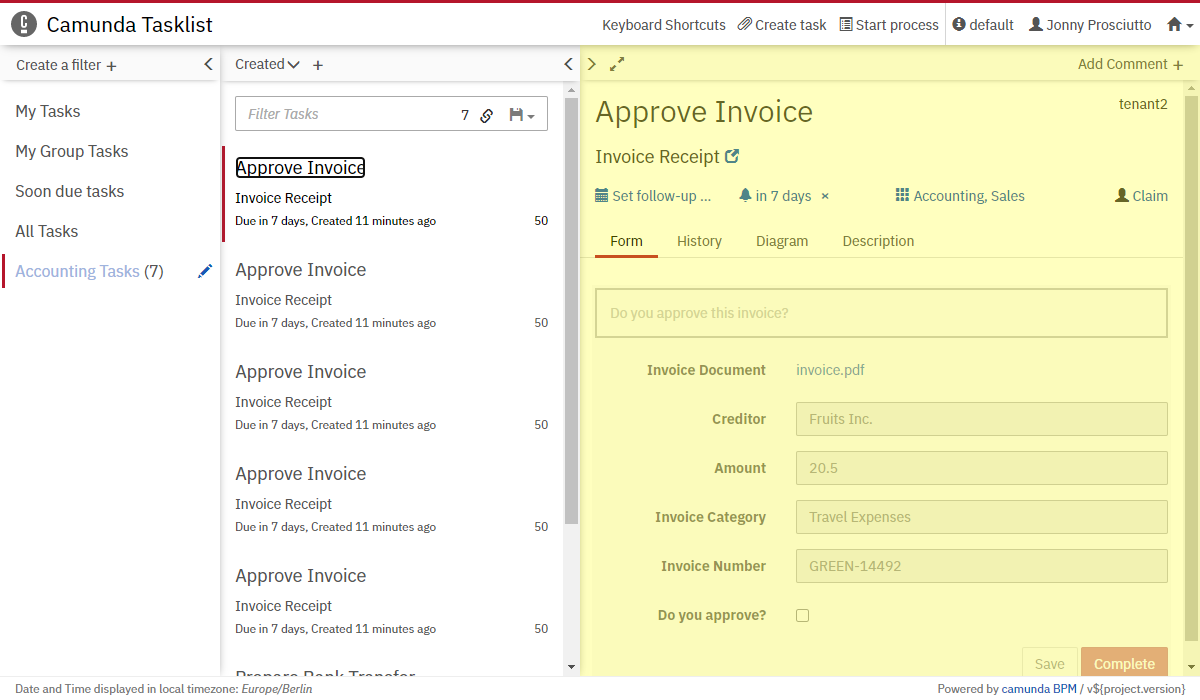 Camunda Tasklist
Keyboard Shortcuts Create task Start process default Jonny Prosciutto
Create a filter +
My Tasks
My Group Tasks
Soon due tasks
All Tasks
Accounting Tasks (7)
Created +
Filter Tasks 7
Approve Invoice
Invoice Receipt
Due in 7 days, Created 11 minutes ago 50
Approve Invoice
Invoice Receipt
Due in 7 days, Created 11 minutes ago 50
Approve Invoice
Invoice Receipt
Due in 7 days, Created 11 minutes ago 50
Approve Invoice
Invoice Receipt
Due in 7 days, Created 11 minutes ago 50
Approve Invoice
Invoice Receipt
Due in 7 days, Created 11 minutes ago 50
Prepare Bank Transfer
Add Comment +
Approve Invoice tenant2
Invoice Receipt
Set follow-up ... in 7 days × Accounting, Sales Claim
Form History Diagram Description
Do you approve this invoice?
Invoice Document invoice.pdf
Creditor Fruits Inc.
Amount 20.5
Invoice Category Travel Expenses
Invoice Number GREEN-14492
Do you approve?
Save Complete
Date and Time displayed in local timezone: Europe/Berlin
Powered by camunda BPM / v${project.version}